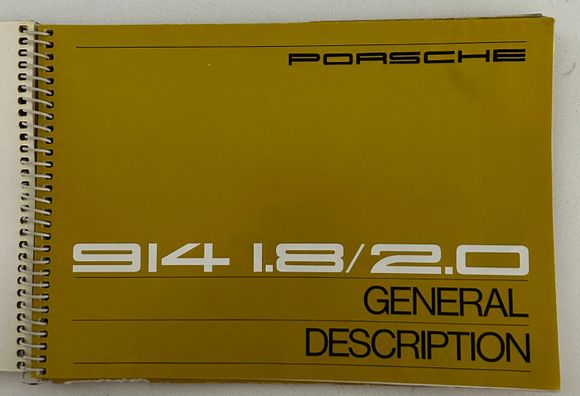 PORSCHE
914 1.8/2.0
GENERAL
DESCRIPTION